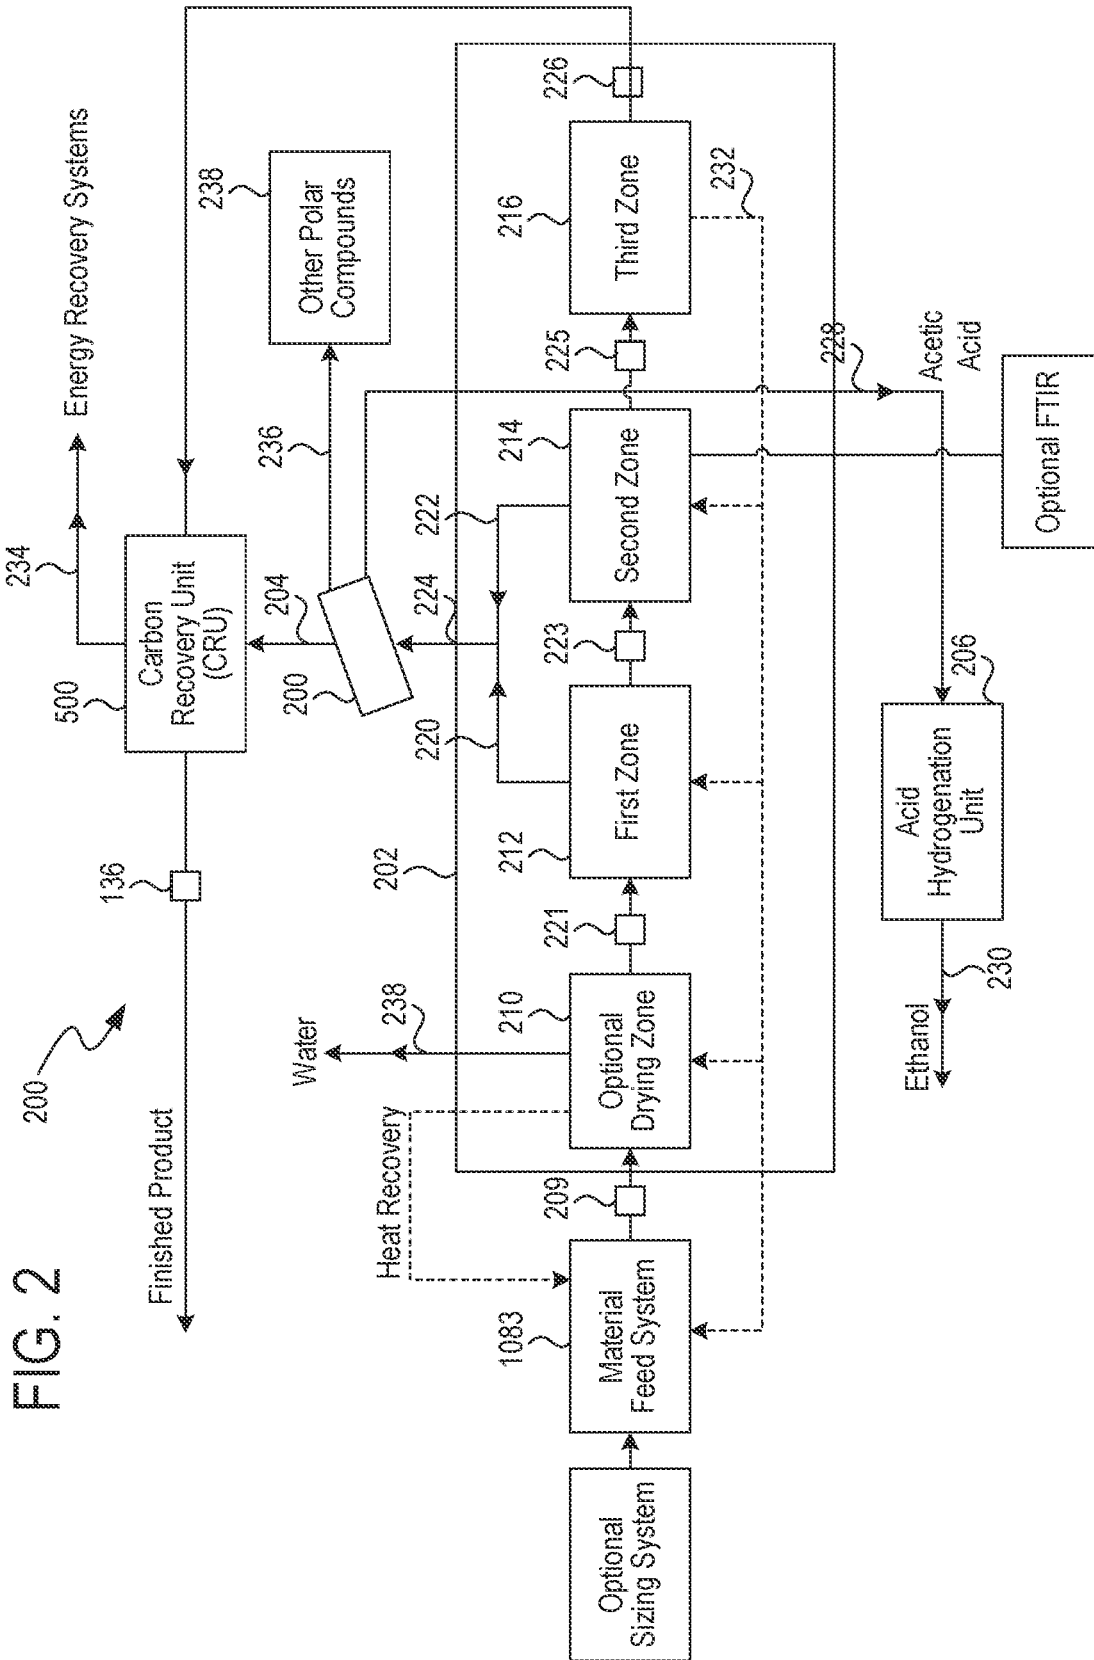 FIG. 2
200
Finished Product
136
500
Carbon
Recovery Unit
(CRU)
234
Energy Recovery Systems
204
200
236
238
Other Polar
Compounds
224
220
222
202
Water
238
Heat Recovery
Optional
Sizing System
1083
Material
Feed System
209
210
Optional
Drying Zone
221
212
First Zone
223
214
Second Zone
225
216
Third Zone
226
232
228
Acetic
Acid
Optional FTIR
206
Acid
Hydrogenation
Unit
230
Ethanol